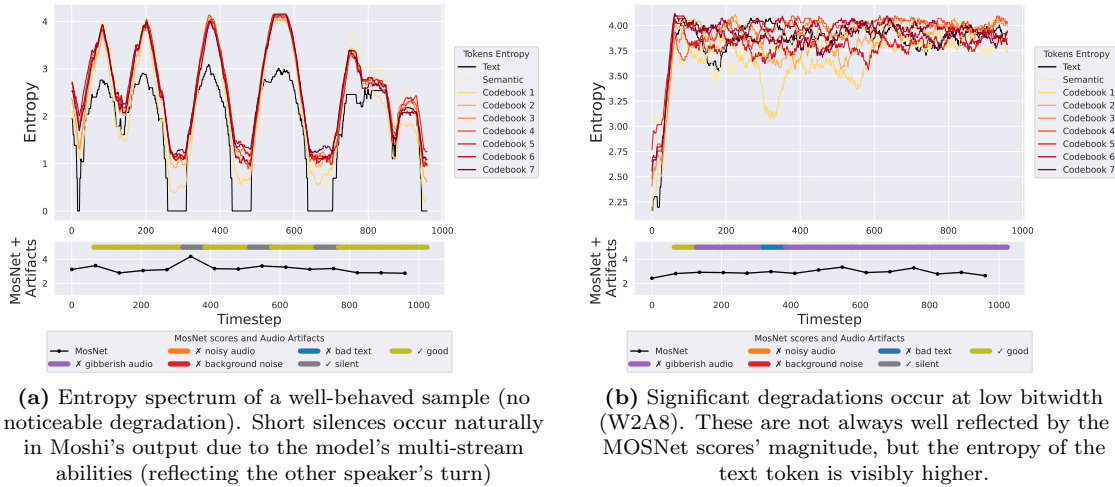 4
3
2
1
0
Entropy
0 200 400 600 800 1000
Tokens Entropy
Text
Semantic
Codebook 1
Codebook 2
Codebook 3
Codebook 4
Codebook 5
Codebook 6
Codebook 7
MosNet +
Artifacts
4
2
0 200 400 600 800 1000
Timestep
MosNet scores and Audio Artifacts
MosNet ✗ noisy audio ✗ bad text ✓ good
✗ gibberish audio ✗ background noise ✓ silent
(a) Entropy spectrum of a well-behaved sample (no
noticeable degradation). Short silences occur naturally
in Moshi's output due to the model's multi-stream
abilities (reflecting the other speaker's turn)
4.00
3.75
3.50
3.25
3.00
2.75
2.50
2.25
Entropy
0 200 400 600 800 1000
Tokens Entropy
Text
Semantic
Codebook 1
Codebook 2
Codebook 3
Codebook 4
Codebook 5
Codebook 6
Codebook 7
MosNet +
Artifacts
4
2
0 200 400 600 800 1000
Timestep
MosNet scores and Audio Artifacts
MosNet ✗ noisy audio ✗ bad text ✓ good
✗ gibberish audio ✗ background noise ✓ silent
(b) Significant degradations occur at low bitwidth
(W2A8). These are not always well reflected by the
MOSNet scores' magnitude, but the entropy of the
text token is visibly higher.